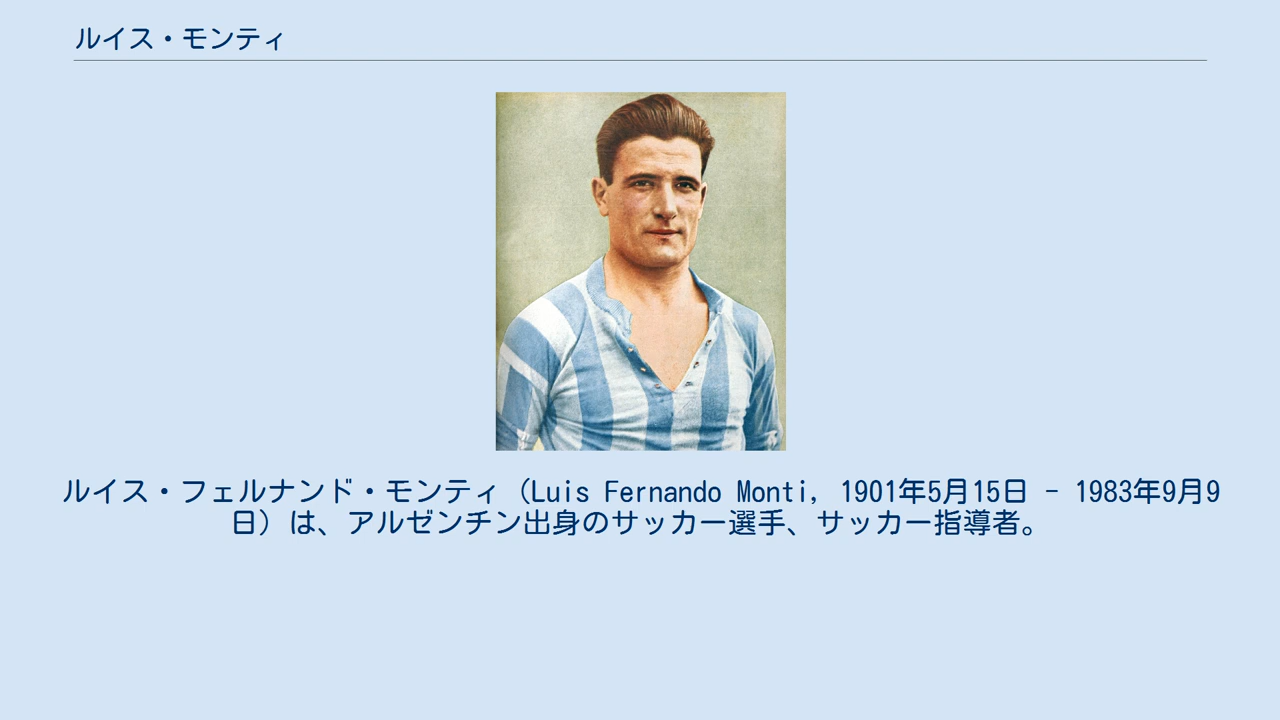 ルイス・モンティ
ルイス・フェルナンド・モンティ（Luis Fernando Monti, 1901年5月15日 - 1983年9月9
日）は、アルゼンチン出身のサッカー選手、サッカー指導者。